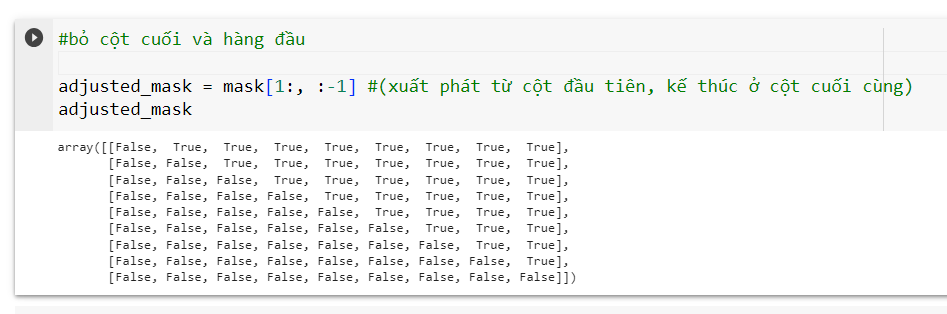 #bỏ cột cuối và hàng đầu
adjusted_mask = mask[1:, :-1] #(xuất phát từ cột đầu tiên, kế thúc ở cột cuối cùng)
adjusted_mask
array([[False,  True,  True,  True,  True,  True,  True,  True,  True],
       [False, False,  True,  True,  True,  True,  True,  True,  True],
       [False, False, False,  True,  True,  True,  True,  True,  True],
       [False, False, False, False,  True,  True,  True,  True,  True],
       [False, False, False, False, False,  True,  True,  True,  True],
       [False, False, False, False, False, False,  True,  True,  True],
       [False, False, False, False, False, False, False,  True,  True],
       [False, False, False, False, False, False, False, False,  True],
       [False, False, False, False, False, False, False, False, False]])